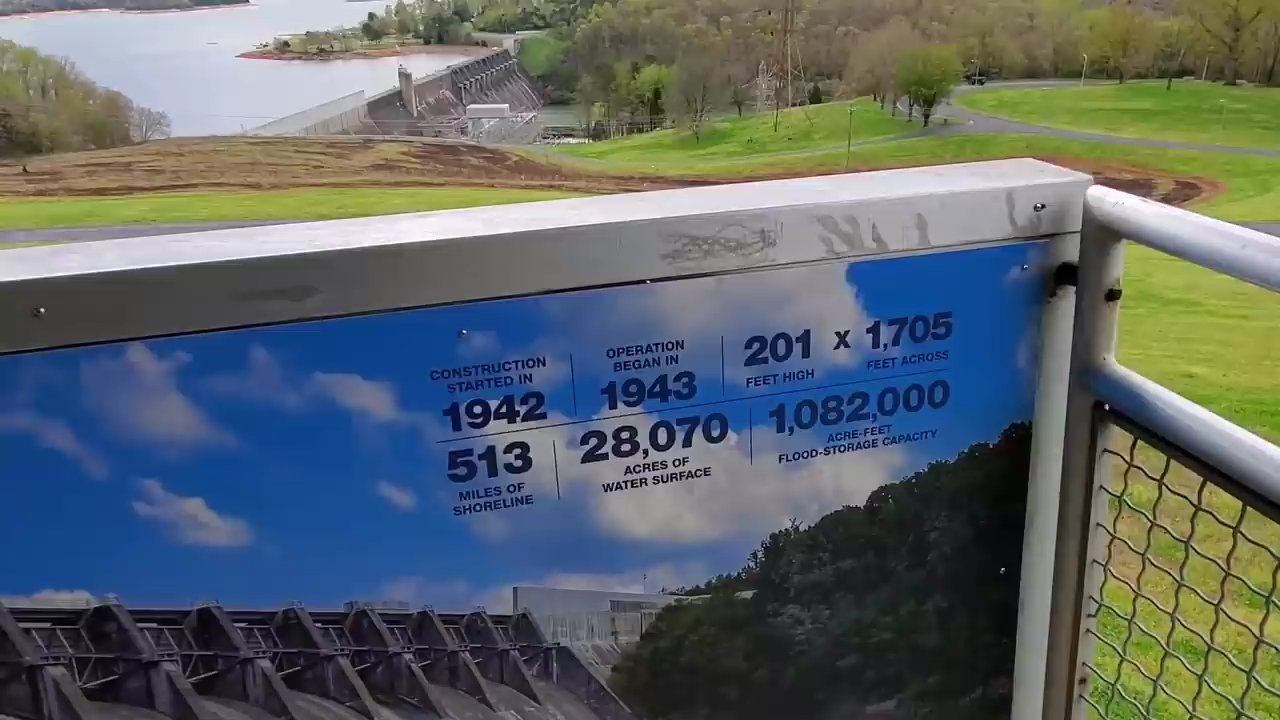 CONSTRUCTION
STARTED IN
1942
OPERATION
BEGAN IN
1943
201 x 1,705
FEET HIGH FEET ACROSS
513
MILES OF
SHORELINE
28,070
ACRES OF
WATER SURFACE
1,082,000
ACRE-FEET
FLOOD-STORAGE CAPACITY